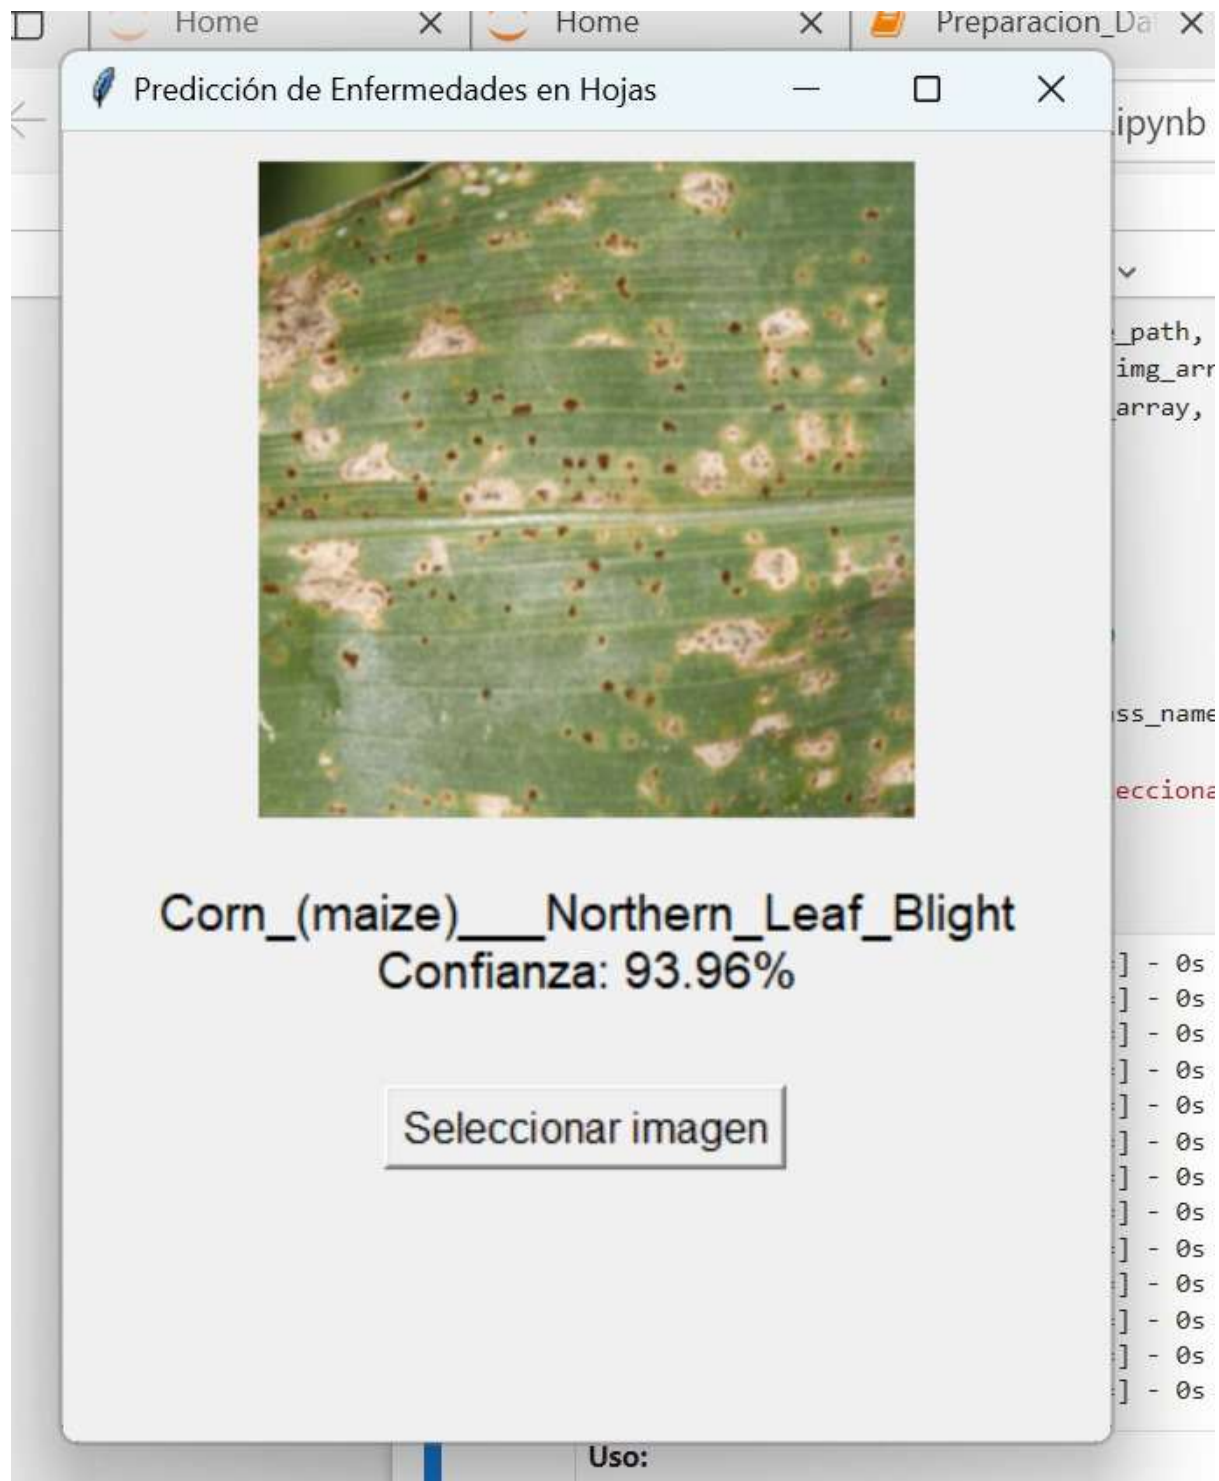 Home
Home
Preparacion_Da
Predicción de Enfermedades en Hojas
.ipynb
_path,
img_arr
_array,
ss_name
ecciona
Corn_(maize)___Northern_Leaf_Blight
Confianza: 93.96%
Seleccionar imagen
] - 0s
] - 0s
] - 0s
] - 0s
] - 0s
] - 0s
] - 0s
] - 0s
] - 0s
] - 0s
] - 0s
] - 0s
] - 0s
Uso: